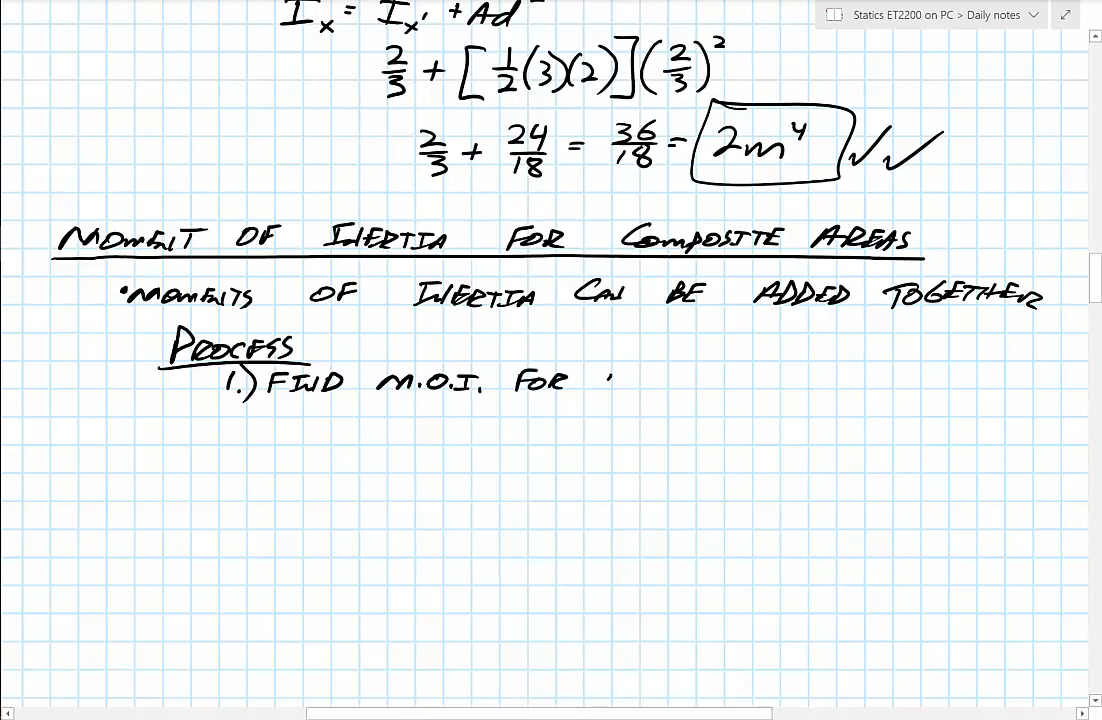 Ix = Ix' + Ad
Statics ET2200 on PC > Daily notes
2/3 + [1/2(3)(2)](2/3)²
2/3 + 24/18 = 36/18 = 2m⁴ ✓✓
MOMENT OF INERTIA FOR COMPOSITE AREAS
•MOMENTS OF INERTIA CAN BE ADDED TOGETHER
PROCESS
1.) FIND M.O.I. FOR